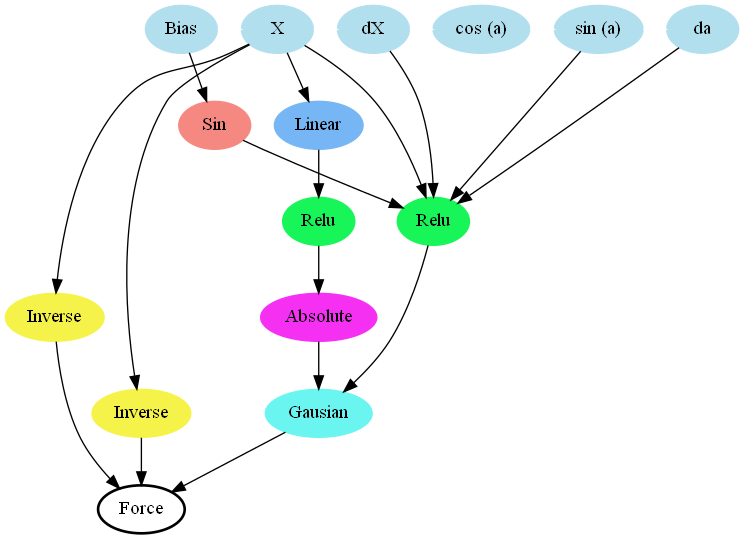 Bias
X
dX
cos (a)
sin (a)
da
Sin
Linear
Relu
Relu
Inverse
Absolute
Inverse
Gausian
Force